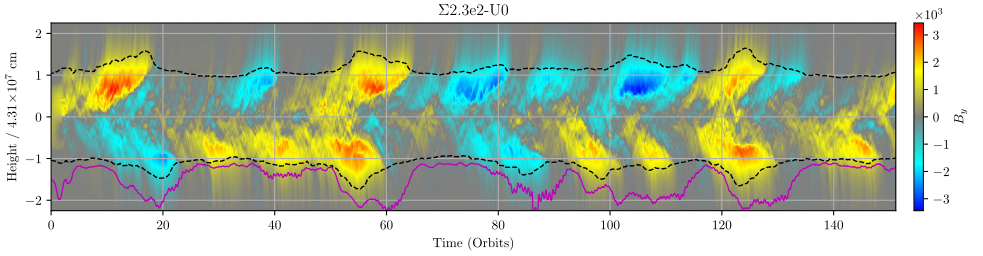 Σ2.3e2-U0
×10³
Height / 4.31×10⁷ cm
2
1
0
−1
−2
0 20 40 60 80 100 120 140
Time (Orbits)
3
2
1
0
−1
−2
−3
B_y